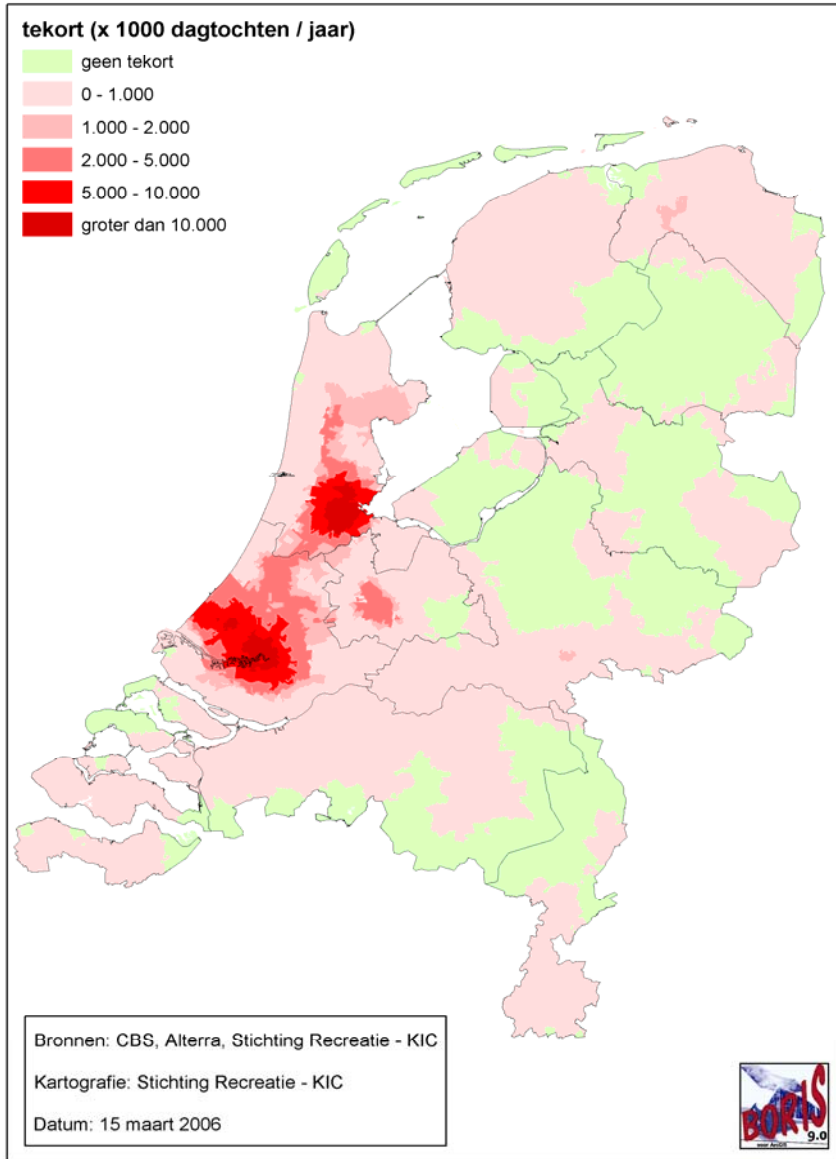 tekort (x 1000 dagtochten / jaar)
geen tekort
0 - 1.000
1.000 - 2.000
2.000 - 5.000
5.000 - 10.000
groter dan 10.000
Bronnen: CBS, Alterra, Stichting Recreatie - KIC
Kartografie: Stichting Recreatie - KIC
Datum: 15 maart 2006
BORIS
9.0
voor ArcGIS